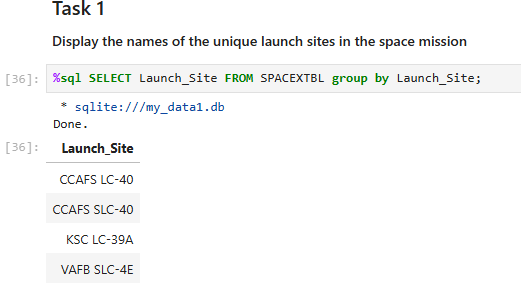 Task 1
Display the names of the unique launch sites in the space mission
[36]: %sql SELECT Launch_Site FROM SPACEXTBL group by Launch_Site;
* sqlite:///my_data1.db
Done.
[36]: Launch_Site
CCAFS LC-40
CCAFS SLC-40
KSC LC-39A
VAFB SLC-4E